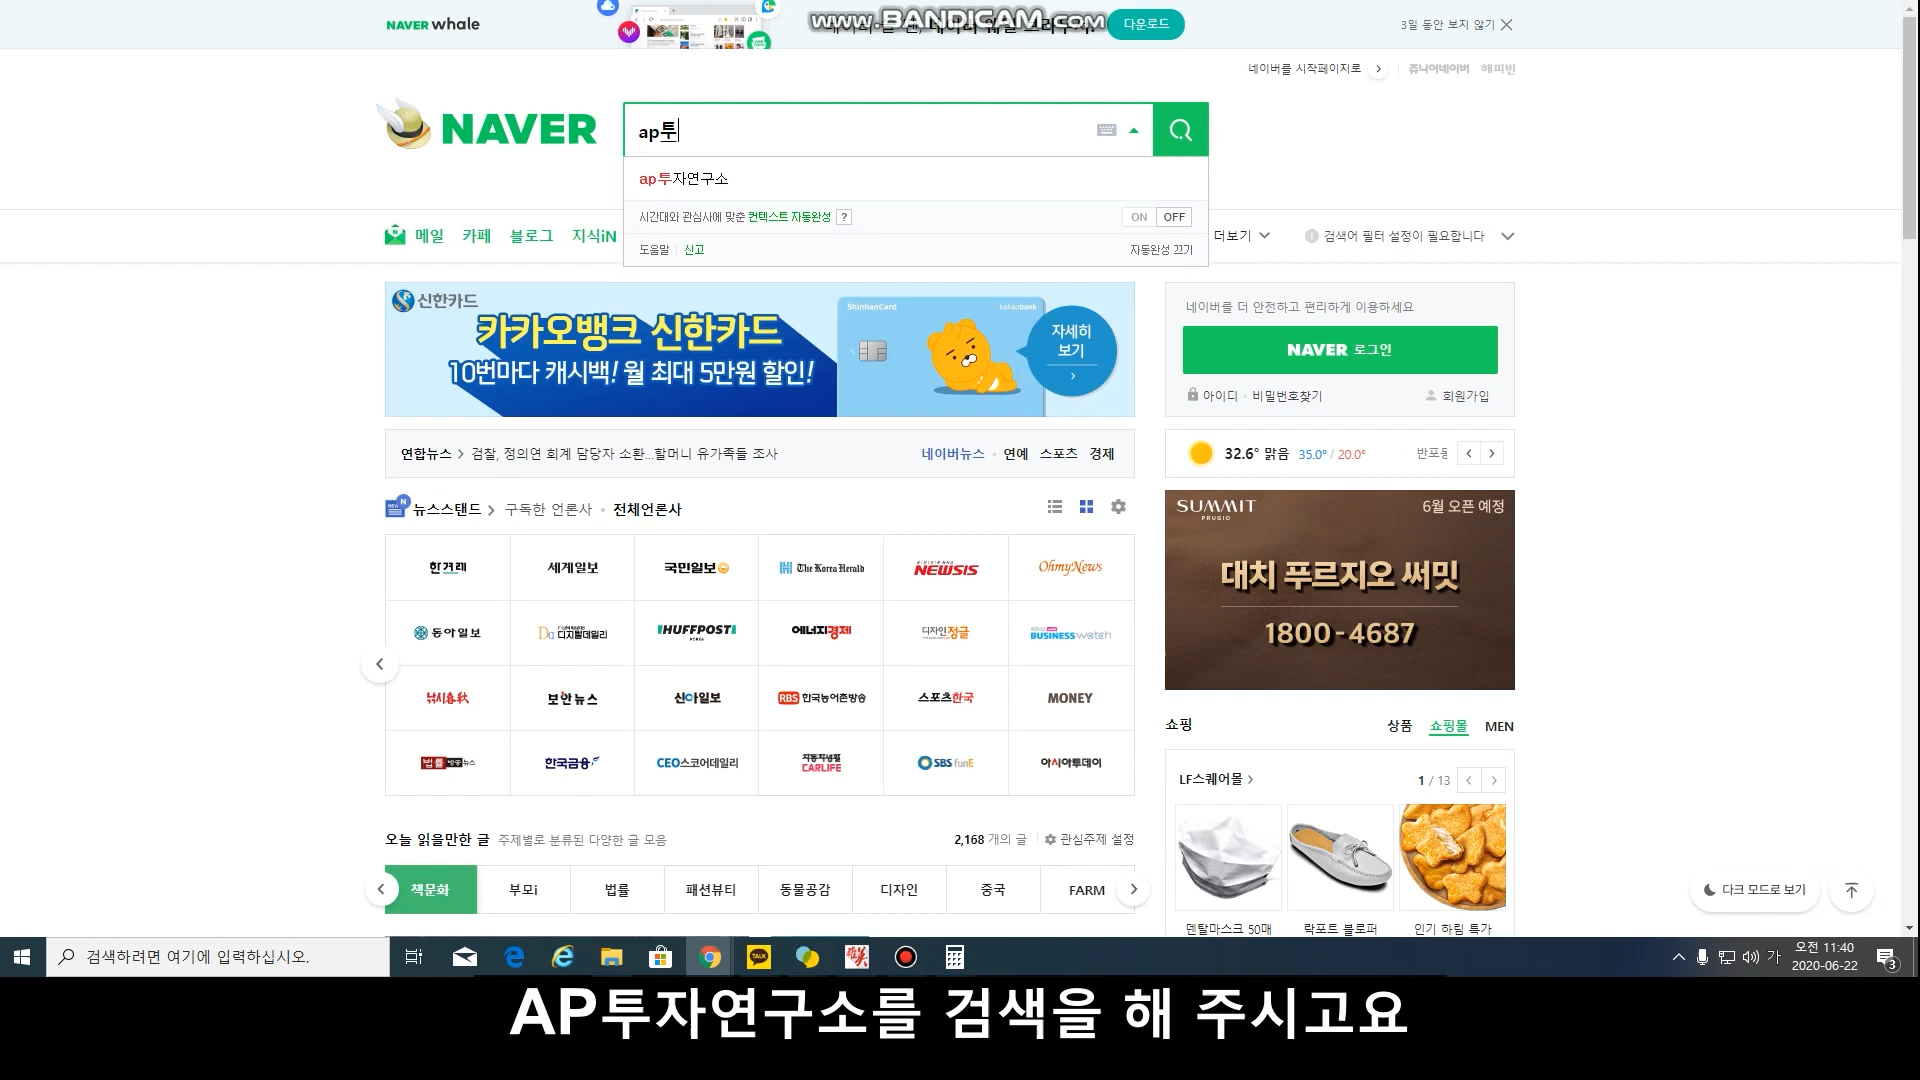 NAVER whale
www.BANDICAM.com
다운로드
3일 동안 보지 않기
네이버를 시작페이지로
쥬니어네이버 해피빈
NAVER
ap투
ap투자연구소
시간대와 관심사에 맞춘 컨텍스트 자동완성 ?
ON OFF
도움말 신고
자동완성 끄기
메일 카페 블로그 지식iN
더보기
검색어 필터 설정이 필요합니다
신한카드
카카오뱅크 신한카드
10번마다 캐시백! 월 최대 5만원 할인!
ShinhanCard kakaobank
자세히
보기
네이버를 더 안전하고 편리하게 이용하세요
NAVER 로그인
아이디 · 비밀번호찾기
회원가입
연합뉴스 > 검찰, 정의연 회계 담당자 소환...할머니 유가족들 조사
네이버뉴스 · 연예 스포츠 경제
32.6° 맑음 35.0° / 20.0°
뉴스스탠드 > 구독한 언론사 · 전체언론사
한겨레 세계일보 국민일보 The Korea Herald NEWSIS OhmyNews
동아일보 디지털데일리 HUFFPOST 에너지경제 디자인정글 BUSINESSwatch
낚시春秋 보안뉴스 신아일보 RBS 한국농어촌방송 스포츠한국 MONEY
법률방송뉴스 한국금융 CEO스코어데일리 자동차생활 CARLIFE SBS funE 아시아투데이
SUMMIT
PRUGIO
6월 오픈 예정
대치 푸르지오 써밋
1800-4687
쇼핑
상품 쇼핑몰 MEN
LF스퀘어몰 >
1 / 13
덴탈마스크 50매 락포트 블로퍼 인기 하림 특가
오늘 읽을만한 글 주제별로 분류된 다양한 글 모음
2,168 개의 글
관심주제 설정
책문화 부모i 법률 패션뷰티 동물공감 디자인 중국 FARM
다크 모드로 보기
검색하려면 여기에 입력하십시오.
TALK
가
오전 11:40
2020-06-22
3
AP투자연구소를 검색을 해 주시고요